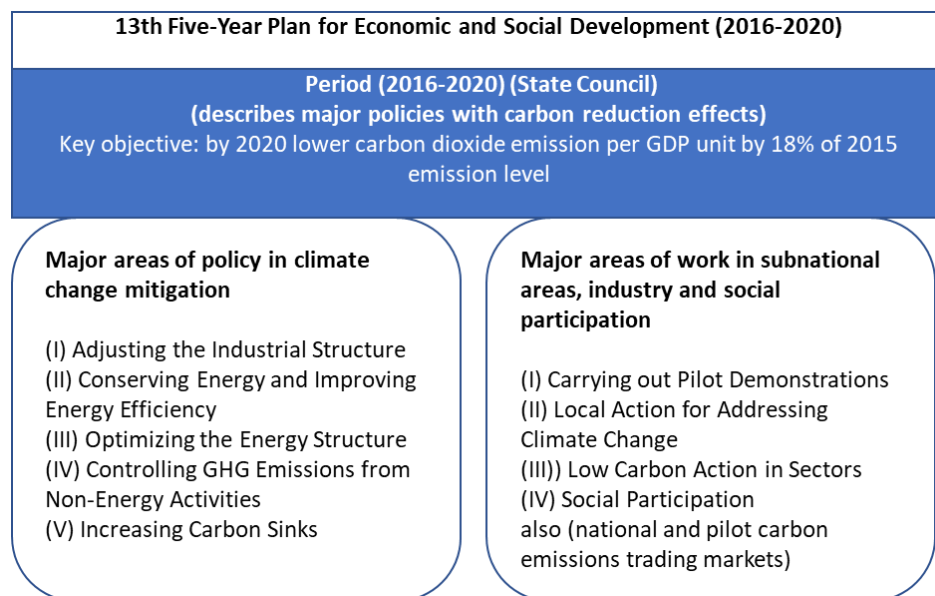 13th Five-Year Plan for Economic and Social Development (2016-2020)
Period (2016-2020) (State Council)
(describes major policies with carbon reduction effects)
Key objective: by 2020 lower carbon dioxide emission per GDP unit by 18% of 2015
emission level
Major areas of policy in climate
change mitigation
(I) Adjusting the Industrial Structure
(II) Conserving Energy and Improving
Energy Efficiency
(III) Optimizing the Energy Structure
(IV) Controlling GHG Emissions from
Non-Energy Activities
(V) Increasing Carbon Sinks
Major areas of work in subnational
areas, industry and social
participation
(I) Carrying out Pilot Demonstrations
(II) Local Action for Addressing
Climate Change
(III)) Low Carbon Action in Sectors
(IV) Social Participation
also (national and pilot carbon
emissions trading markets)